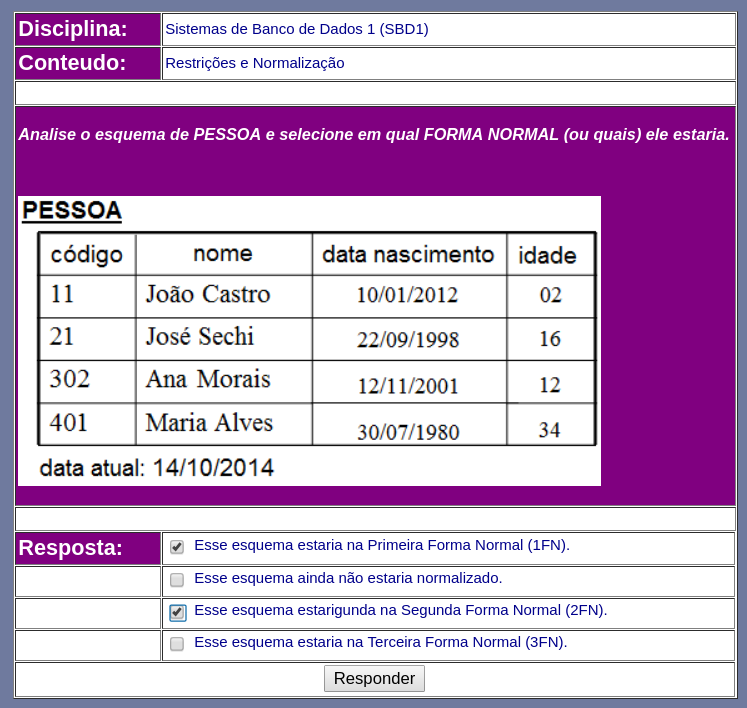 Disciplina: Sistemas de Banco de Dados 1 (SBD1)
Conteudo: Restrições e Normalização
Analise o esquema de PESSOA e selecione em qual FORMA NORMAL (ou quais) ele estaria.
PESSOA
código nome data nascimento idade
11 João Castro 10/01/2012 02
21 José Sechi 22/09/1998 16
302 Ana Morais 12/11/2001 12
401 Maria Alves 30/07/1980 34
data atual: 14/10/2014
Resposta: Esse esquema estaria na Primeira Forma Normal (1FN).
Esse esquema ainda não estaria normalizado.
Esse esquema estarigunda na Segunda Forma Normal (2FN).
Esse esquema estaria na Terceira Forma Normal (3FN).
Responder